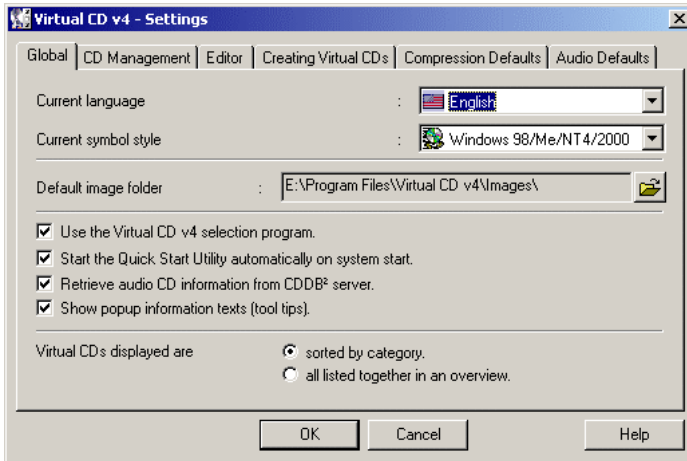 Virtual CD v4 - Settings
Global CD Management Editor Creating Virtual CDs Compression Defaults Audio Defaults
Current language : English
Current symbol style : Windows 98/Me/NT4/2000
Default image folder : E:\Program Files\Virtual CD v4\Images\
Use the Virtual CD v4 selection program.
Start the Quick Start Utility automatically on system start.
Retrieve audio CD information from CDDB² server.
Show popup information texts (tool tips).
Virtual CDs displayed are sorted by category.
all listed together in an overview.
OK Cancel Help